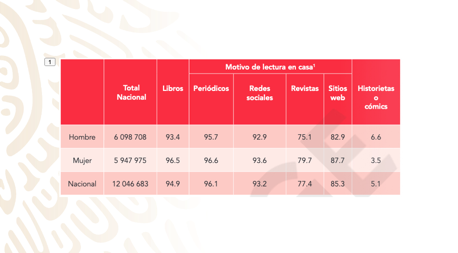 1
Motivo de lectura en casa¹
Total Nacional Libros Periódicos Redes sociales Revistas Sitios web Historietas o cómics
Hombre 6 098 708 93.4 95.7 92.9 75.1 82.9 6.6
Mujer 5 947 975 96.5 96.6 93.6 79.7 87.7 3.5
Nacional 12 046 683 94.9 96.1 93.2 77.4 85.3 5.1